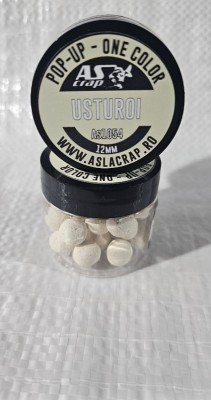 POP-UP - ONE COLOR
AS
crap
USTUROI
ASL054
12MM
WWW.ASLACRAP.RO
- ONE COLOR